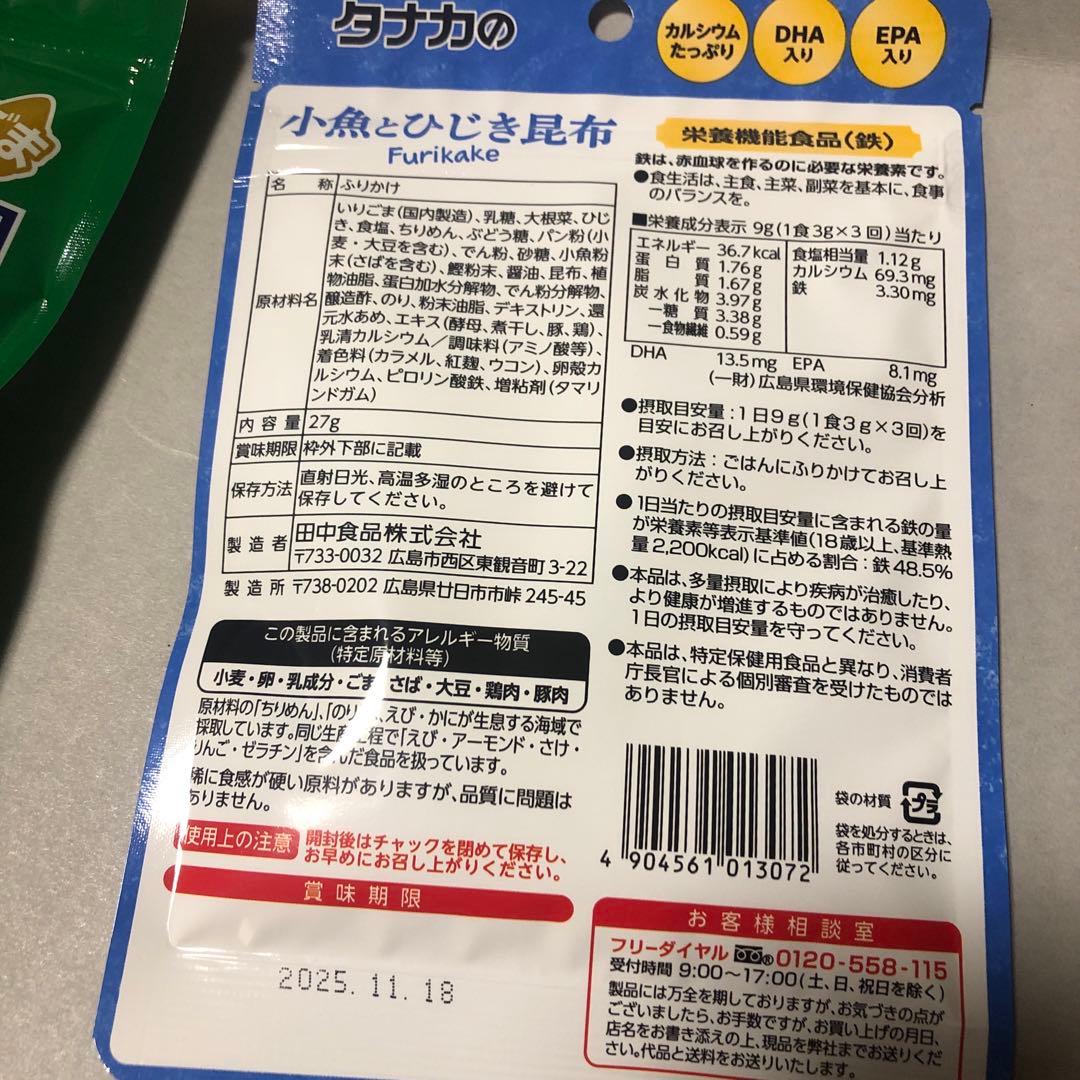 タナカの
カルシウム
たっぷり
DHA
入り
EPA
入り
小魚とひじき昆布
Furikake
名 称 ふりかけ
原材料名
いりごま(国内製造)、乳糖、大根菜、ひじ
き、食塩、ちりめん、ぶどう糖、パン粉(小
麦・大豆を含む)、でん粉、砂糖、小魚粉
末(さばを含む)、鰹粉末、醤油、昆布、植
物油脂、蛋白加水分解物、でん粉分解物、
醸造酢、のり、粉末油脂、デキストリン、還
元水あめ、エキス(酵母、煮干し、豚、鶏)、
乳清カルシウム／調味料(アミノ酸等)、
着色料(カラメル、紅麹、ウコン)、卵殻カ
ルシウム、ピロリン酸鉄、増粘剤(タマリ
ンドガム)
内容量 27g
賞味期限 枠外下部に記載
保存方法 直射日光、高温多湿のところを避けて
保存してください。
製造者 田中食品株式会社
〒733-0032 広島市西区東観音町3-22
製造所 〒738-0202 広島県廿日市市峠 245-45
この製品に含まれるアレルギー物質
(特定原材料等)
小麦・卵・乳成分・ごま・さば・大豆・鶏肉・豚肉
原材料の「ちりめん」、「のり 、えび・かにが生息する海域で
採取しています。同じ生産工程で「えび・アーモンド・さけ・
りんご・ゼラチン」を含んだ食品を扱っています。
稀に食感が硬い原料がありますが、品質に問題は
ありません。
使用上の注意 開封後はチャックを閉めて保存し、
お早めにお召し上がりください。
賞味期限
2025.11.18
栄養機能食品(鉄)
鉄は、赤血球を作るのに必要な栄養素です。
●食生活は、主食、主菜、副菜を基本に、食事
のバランスを。
■栄養成分表示 9g(1食3g×3回)当たり
エネルギー 36.7kcal
蛋白質 1.76g
脂質 1.67g
炭水化物 3.97g
―糖質 3.38g
―食物繊維 0.59g
食塩相当量 1.12g
カルシウム 69.3mg
鉄 3.30mg
DHA 13.5mg EPA 8.1mg
(一財)広島県環境保健協会分析
●摂取目安量:1日9g(1食3g×3回)を
目安にお召し上がりください。
●摂取方法:ごはんにふりかけてお召し上
がりください。
●1日当たりの摂取目安量に含まれる鉄の量
が栄養素等表示基準値(18歳以上、基準熱
量2,200kcal)に占める割合:鉄48.5%
●本品は、多量摂取により疾病が治癒したり、
より健康が増進するものではありません。
1日の摂取目安量を守ってください。
●本品は、特定保健用食品と異なり、消費者
庁長官による個別審査を受けたものでは
ありません。
4 904561 013072
袋の材質
プラ
袋を処分するときは、
各市町村の区分に
従ってください。
お客様相談室
フリーダイヤル 0120-558-115
受付時間 9:00～17:00(土、日、祝日を除く)
製品には万全を期しておりますが、お気づきの点が
ございましたら、お手数ですが、お買い上げの月日、
店名をお書き添えの上、現品を弊社までお送りくだ
さい。代品と送料をお送りいたします。
ごま